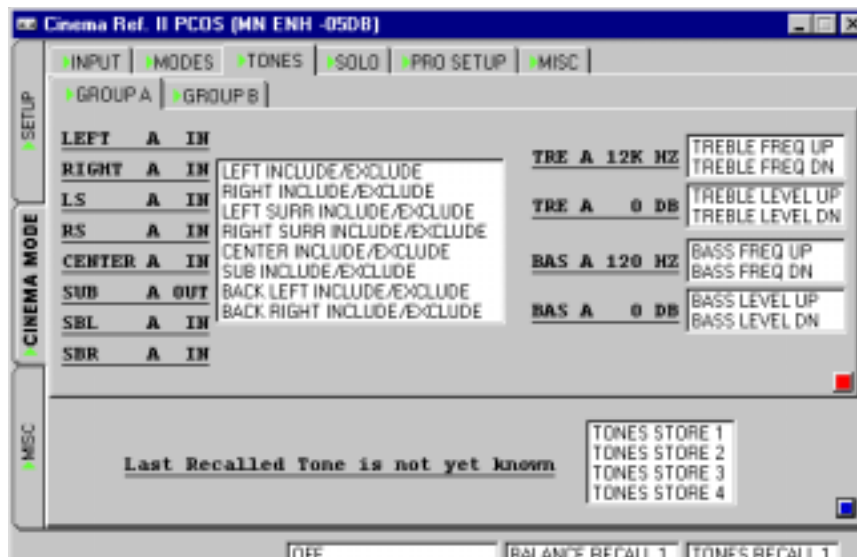 Cinema Ref. II PCOS (MN ENH -05DB)
INPUT MODES TONES SOLO PRO SETUP MISC
GROUP A GROUP B
SETUP
CINEMA MODE
MISC
LEFT A IN
RIGHT A IN
LS A IN
RS A IN
CENTER A IN
SUB A OUT
SBL A IN
SBR A IN
LEFT INCLUDE/EXCLUDE
RIGHT INCLUDE/EXCLUDE
LEFT SURR INCLUDE/EXCLUDE
RIGHT SURR INCLUDE/EXCLUDE
CENTER INCLUDE/EXCLUDE
SUB INCLUDE/EXCLUDE
BACK LEFT INCLUDE/EXCLUDE
BACK RIGHT INCLUDE/EXCLUDE
TRE A 12K HZ
TREBLE FREQ UP
TREBLE FREQ DN
TRE A 0 DB
TREBLE LEVEL UP
TREBLE LEVEL DN
BAS A 120 HZ
BASS FREQ UP
BASS FREQ DN
BAS A 0 DB
BASS LEVEL UP
BASS LEVEL DN
Last Recalled Tone is not yet known
TONES STORE 1
TONES STORE 2
TONES STORE 3
TONES STORE 4
OFF BALANCE RECALL 1 TONES RECALL 1